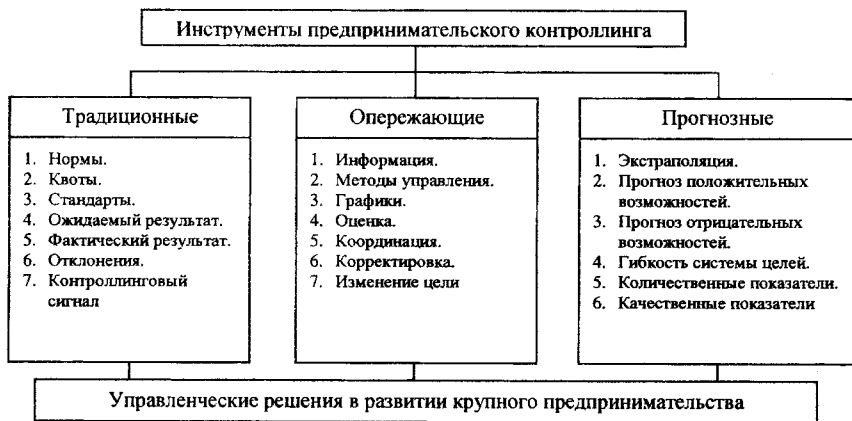 Инструменты предпринимательского контроллинга
Традиционные
1. Нормы.
2. Квоты.
3. Стандарты.
4. Ожидаемый результат.
5. Фактический результат.
6. Отклонения.
7. Контроллинговый
сигнал
Опережающие
1. Информация.
2. Методы управления.
3. Графики.
4. Оценка.
5. Координация.
6. Корректировка.
7. Изменение цели
Прогнозные
1. Экстраполяция.
2. Прогноз положительных
возможностей.
3. Прогноз отрицательных
возможностей.
4. Гибкость системы целей.
5. Количественные показатели.
6. Качественные показатели
Управленческие решения в развитии крупного предпринимательства